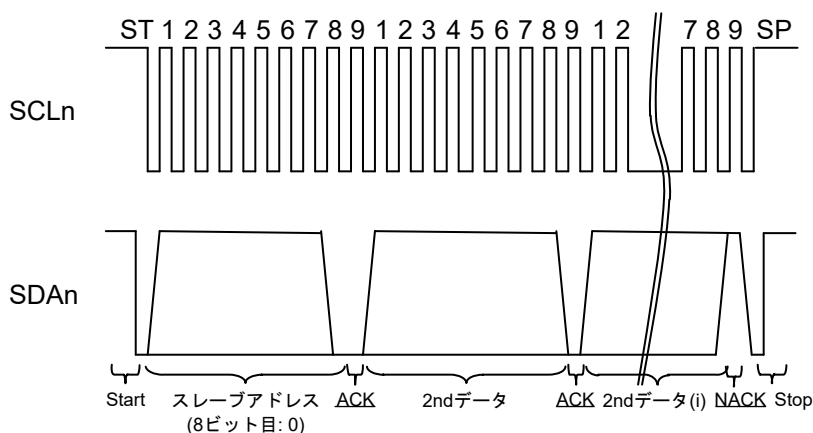 ST 1 2 3 4 5 6 7 8 9 1 2 3 4 5 6 7 8 9 1 2 7 8 9 SP
SCLn
SDAn
Start スレーブアドレス ACK 2ndデータ ACK 2ndデータ(i) NACK Stop
(8ビット目: 0)